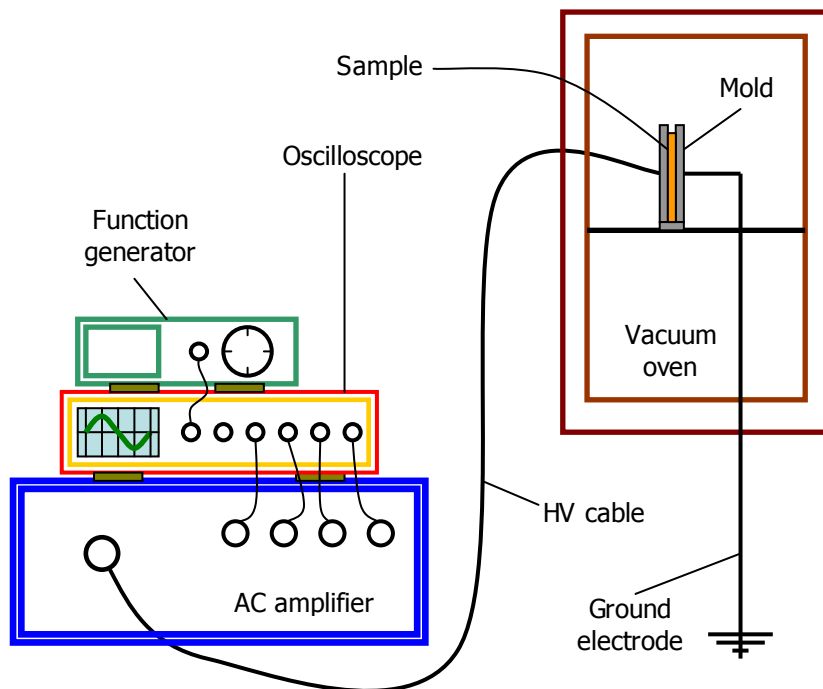 Sample
Mold
Oscilloscope
Function
generator
Vacuum
oven
HV cable
AC amplifier
Ground
electrode